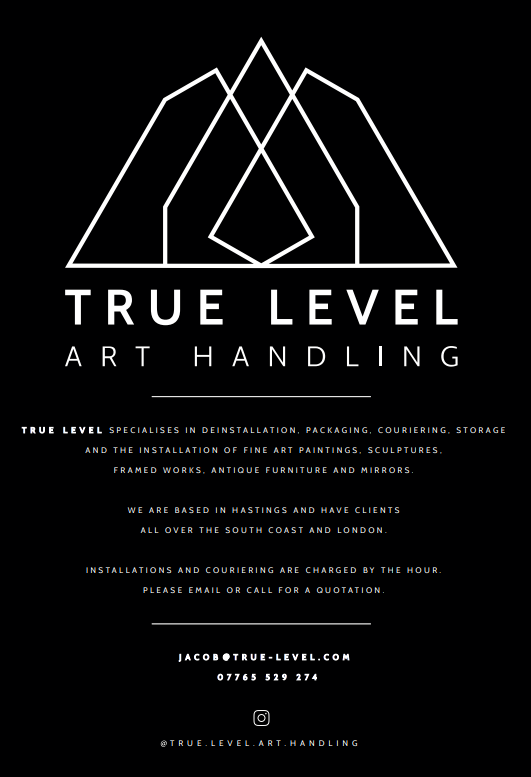 TRUE LEVEL
ART HANDLING
TRUE LEVEL SPECIALISES IN DEINSTALLATION, PACKAGING, COURIERING, STORAGE
AND THE INSTALLATION OF FINE ART PAINTINGS, SCULPTURES,
FRAMED WORKS, ANTIQUE FURNITURE AND MIRRORS.
WE ARE BASED IN HASTINGS AND HAVE CLIENTS
ALL OVER THE SOUTH COAST AND LONDON.
INSTALLATIONS AND COURIERING ARE CHARGED BY THE HOUR.
PLEASE EMAIL OR CALL FOR A QUOTATION.
JACOB@TRUE-LEVEL.COM
07765 529 274
@TRUE.LEVEL.ART.HANDLING